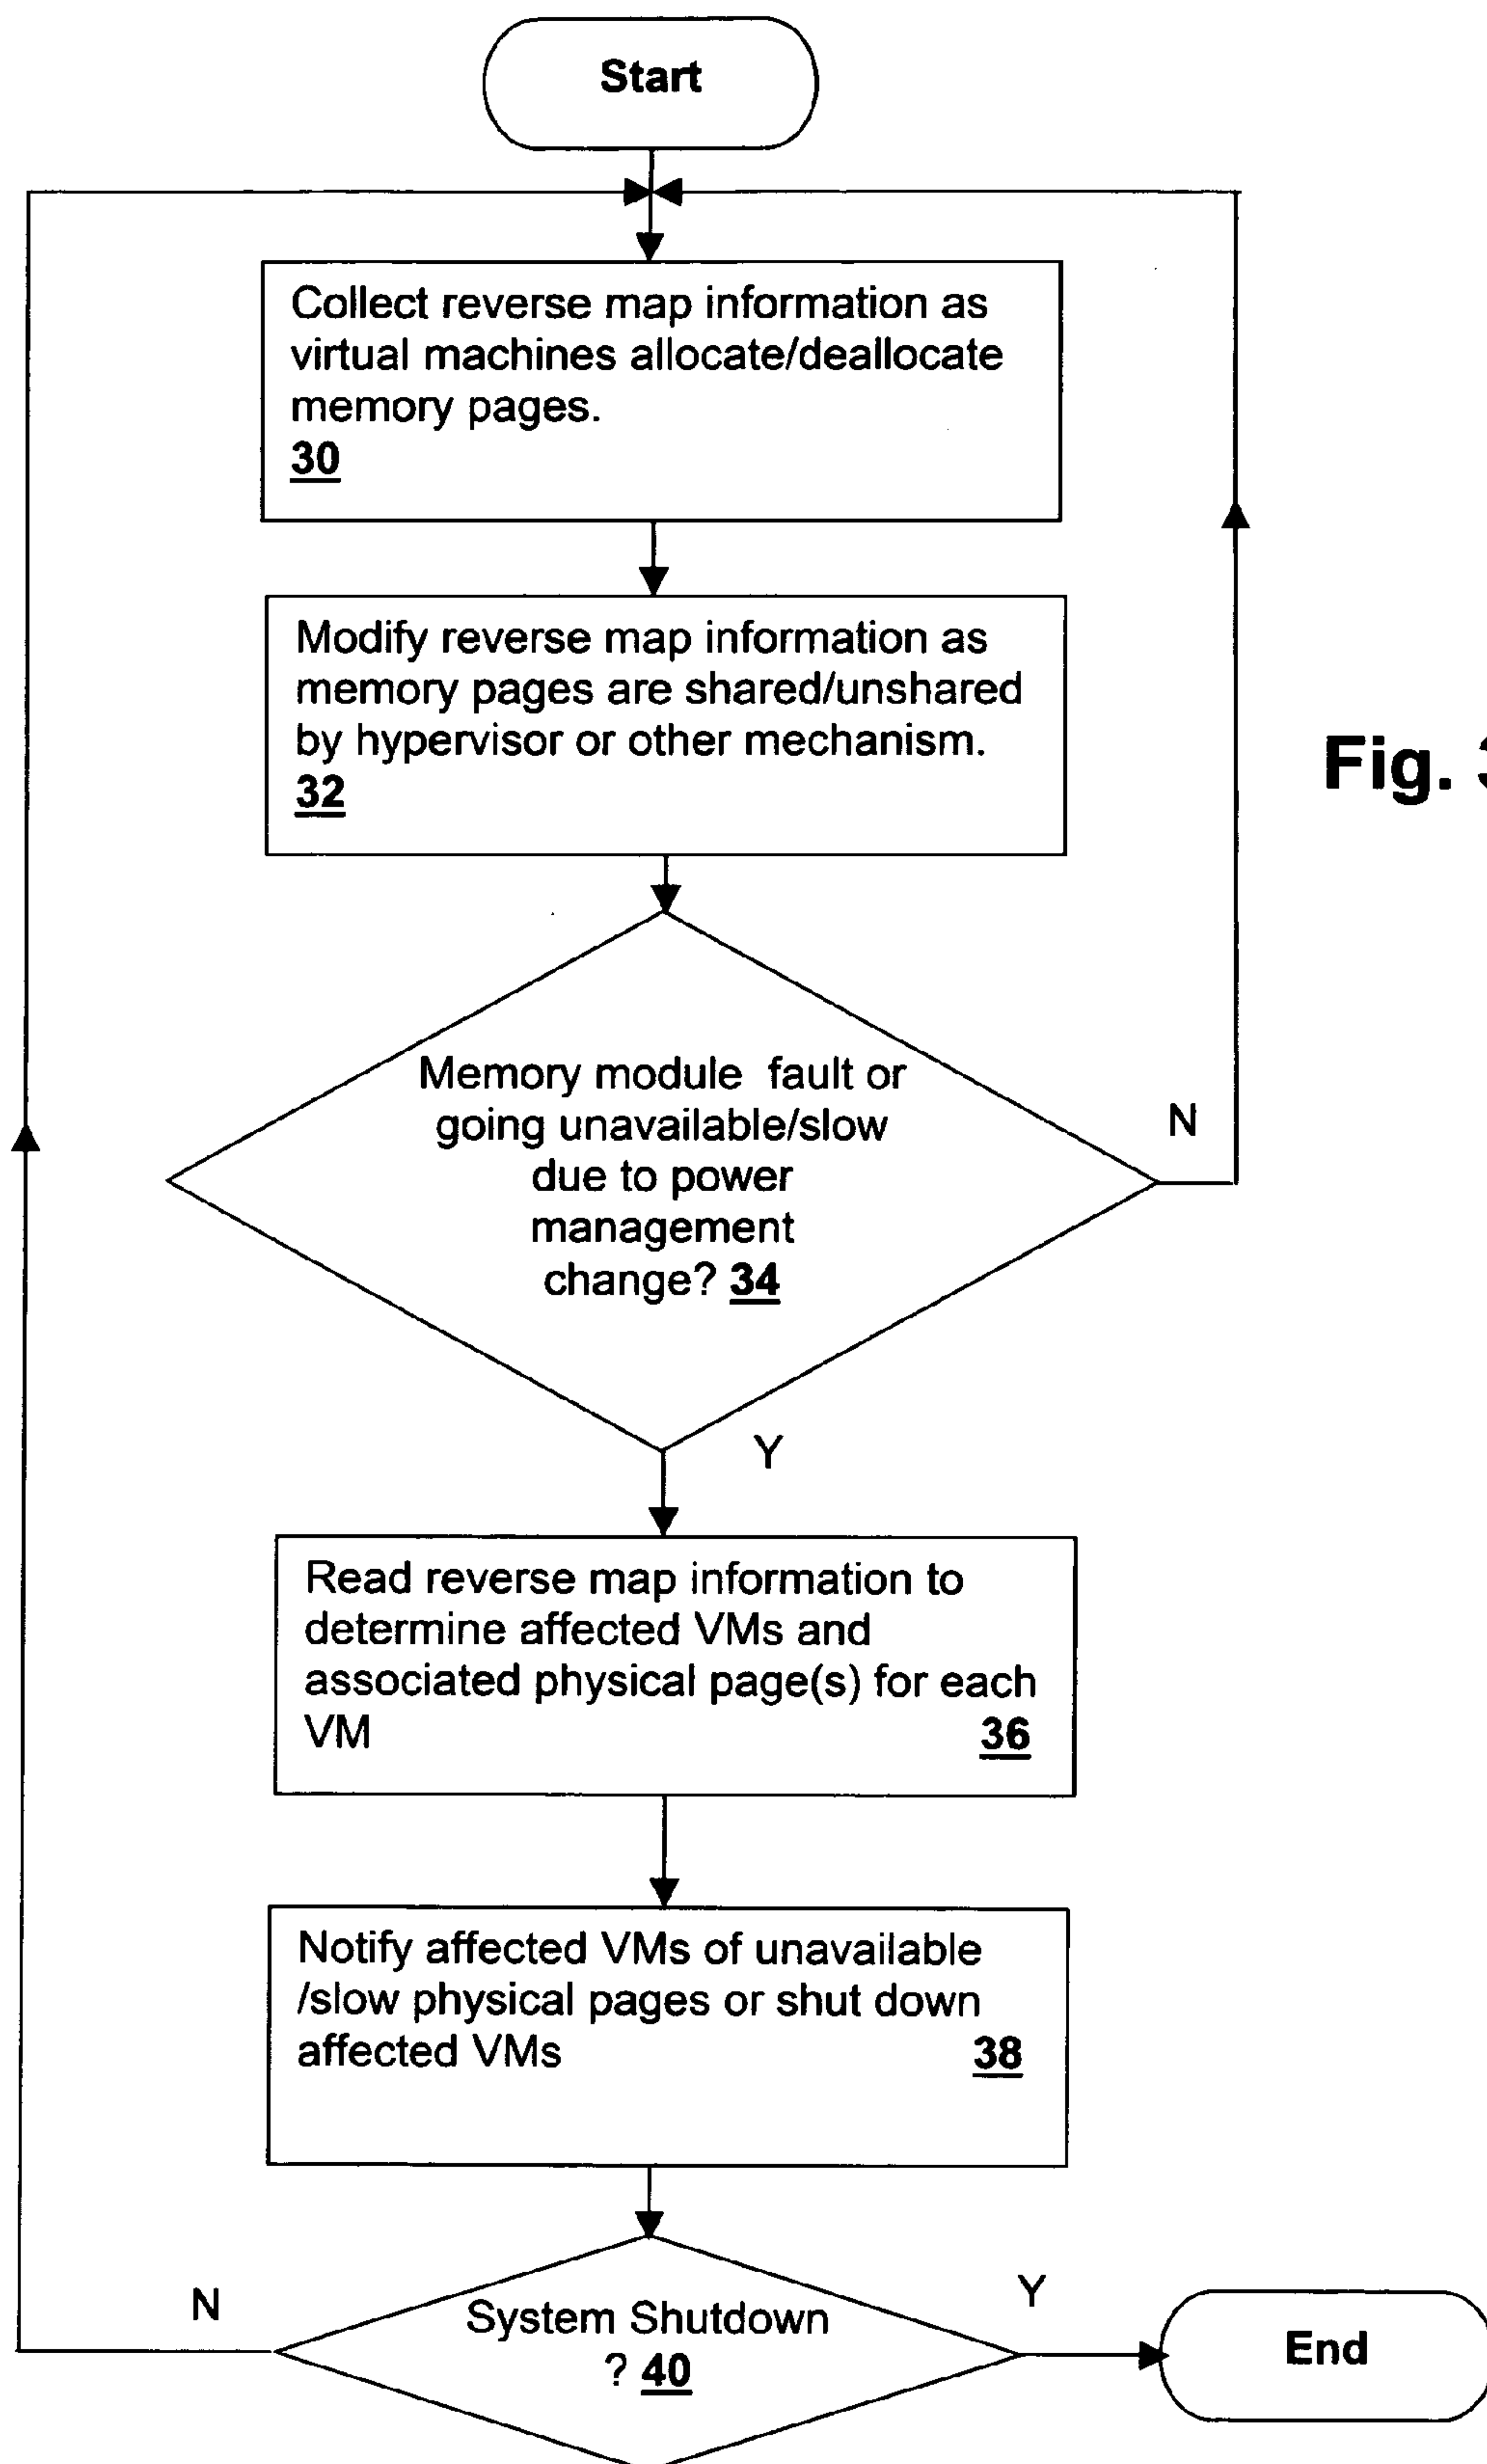 Start
Collect reverse map information as
virtual machines allocate/deallocate
memory pages.
30
Modify reverse map information as
memory pages are shared/unshared
by hypervisor or other mechanism.
32
Fig. 3
Memory module fault or
going unavailable/slow
due to power
management
change? 34
N
Y
Read reverse map information to
determine affected VMs and
associated physical page(s) for each
VM 36
Notify affected VMs of unavailable
/slow physical pages or shut down
affected VMs 38
N
System Shutdown
? 40
Y
End